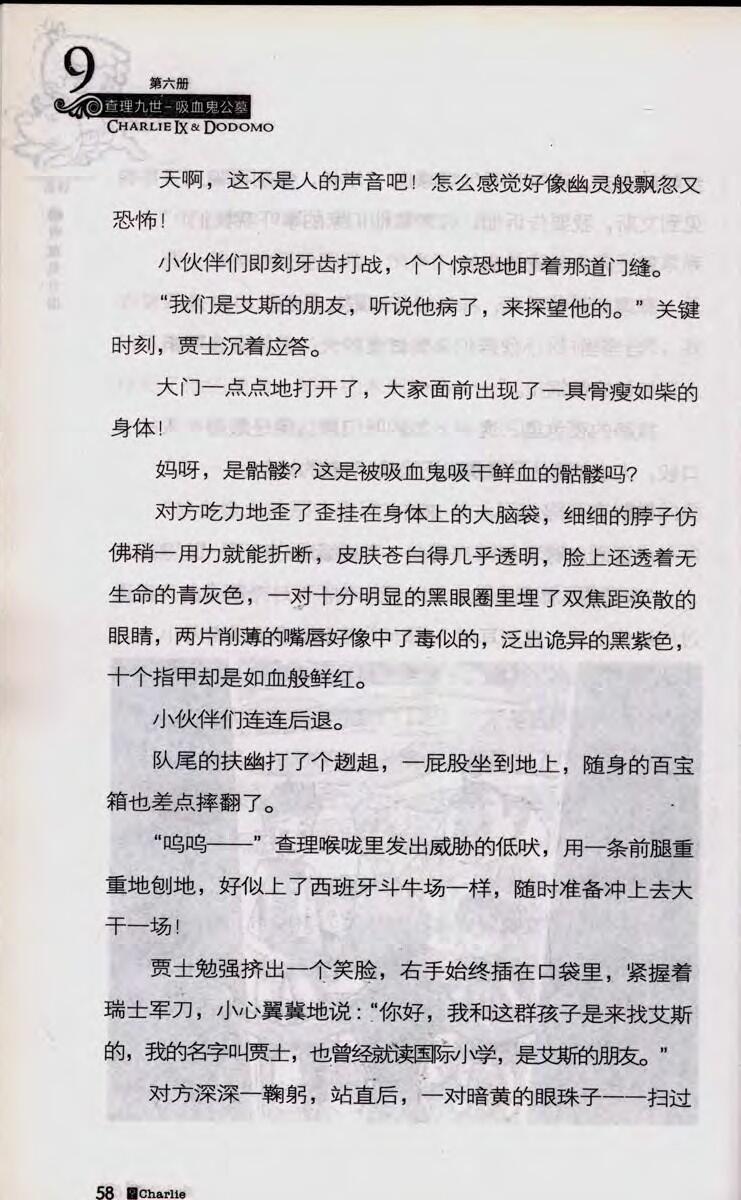 9
第六册
查理九世-吸血鬼公墓
CHARLIE IX & DODOMO
天啊，这不是人的声音吧！怎么感觉好像幽灵般飘忽又
恐怖！
小伙伴们即刻牙齿打战，个个惊恐地盯着那道门缝。
“我们是艾斯的朋友，听说他病了，来探望他的。”关键
时刻，贾士沉着应答。
大门一点点地打开了，大家面前出现了一具骨瘦如柴的
身体！
妈呀，是骷髅？这是被吸血鬼吸干鲜血的骷髅吗？
对方吃力地歪了歪挂在身体上的大脑袋，细细的脖子仿
佛稍一用力就能折断，皮肤苍白得几乎透明，脸上还透着无
生命的青灰色，一对十分明显的黑眼圈里埋了双焦距涣散的
眼睛，两片削薄的嘴唇好像中了毒似的，泛出诡异的黑紫色，
十个指甲却是如血般鲜红。
小伙伴们连连后退。
队尾的扶幽打了个趔趄，一屁股坐到地上，随身的百宝
箱也差点摔翻了。
“呜呜——”查理喉咙里发出威胁的低吠，用一条前腿重
重地刨地，好似上了西班牙斗牛场一样，随时准备冲上去大
干一场！
贾士勉强挤出一个笑脸，右手始终插在口袋里，紧握着
瑞士军刀，小心翼翼地说：“你好，我和这群孩子是来找艾斯
的，我的名字叫贾士，也曾经就读国际小学，是艾斯的朋友。”
对方深深一鞠躬，站直后，一对暗黄的眼珠子一一扫过
58 Charlie